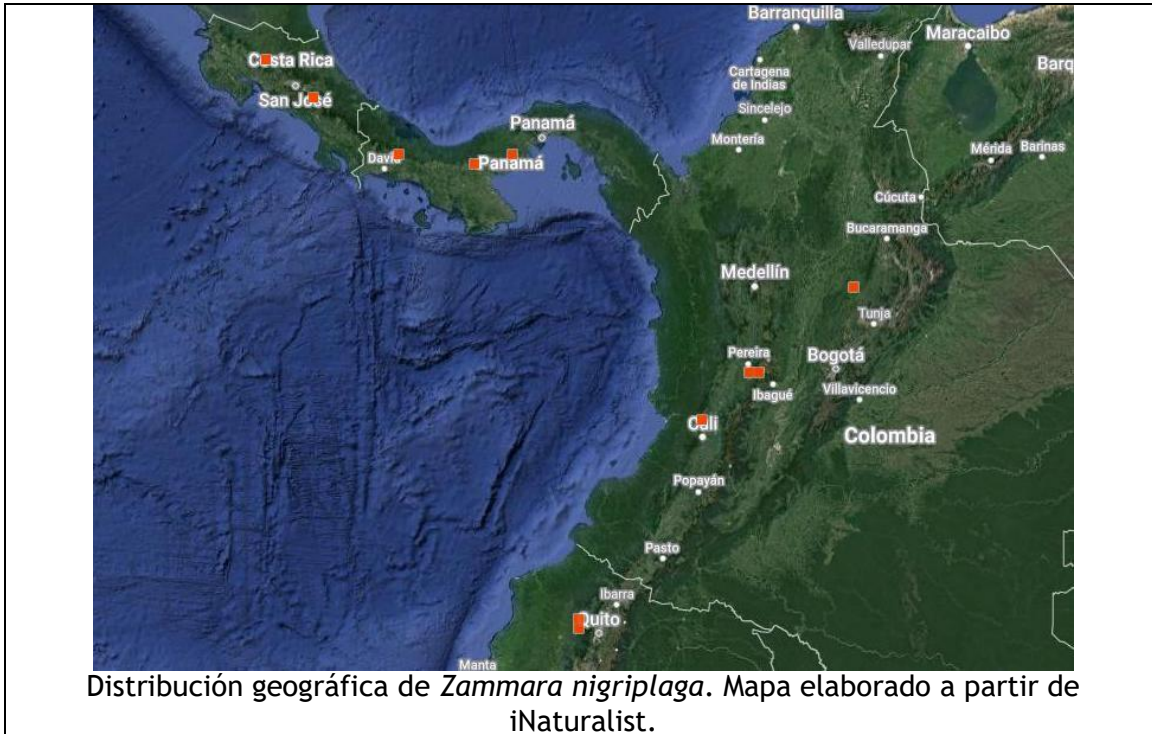 Barranquilla
Maracaibo
Valledupar
Costa Rica
Cartagena
de Indias
Barq
San José
Sincelejo
Panamá
Montería
David
Panamá
Mérida
Barinas
Cúcuta
Bucaramanga
Medellín
Tunja
Pereira
Bogotá
Ibagué
Villavicencio
Cali
Colombia
Popayán
Pasto
Ibarra
Quito
Manta
Distribución geográfica de Zammara nigriplaga. Mapa elaborado a partir de
iNaturalist.